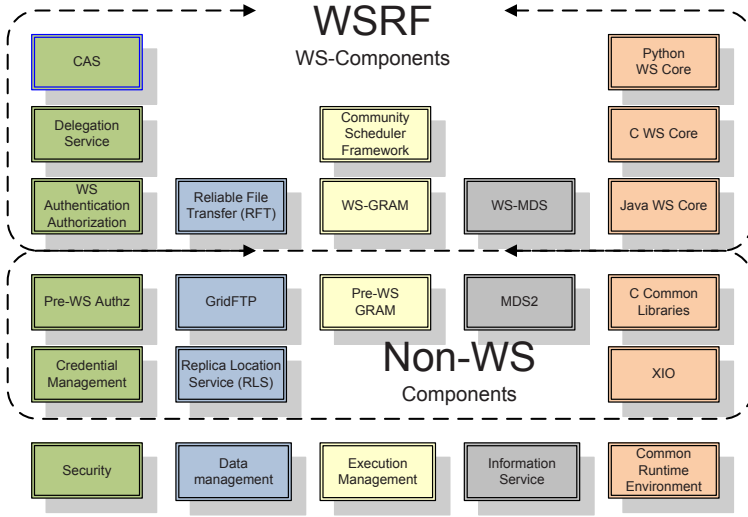 WSRF
WS-Components
CAS
Python
WS Core
Delegation
Service
Community
Scheduler
Framework
C WS Core
WS
Authentication
Authorization
Reliable File
Transfer (RFT)
WS-GRAM
WS-MDS
Java WS Core
Pre-WS Authz
GridFTP
Pre-WS
GRAM
MDS2
C Common
Libraries
Credential
Management
Replica Location
Service (RLS)
Non-WS
Components
XIO
Security
Data
management
Execution
Management
Information
Service
Common
Runtime
Environment